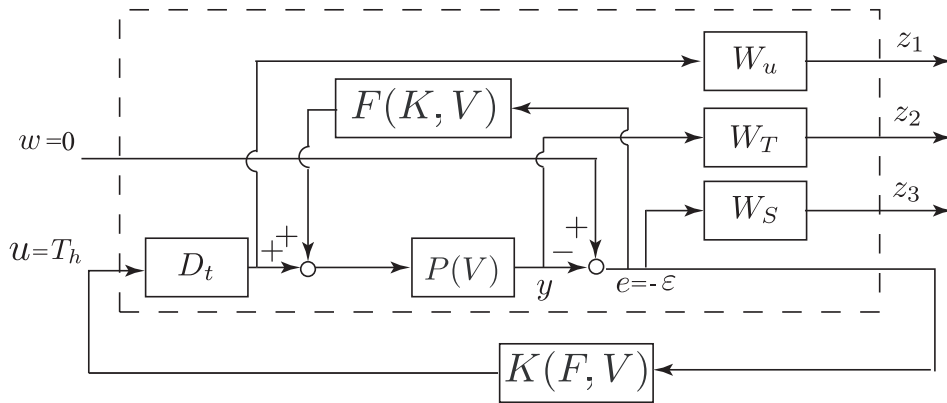 W_u
z_1
F(K, V)
w=0
W_T
z_2
W_S
z_3
+
+
+
−
u=T_h
D_t
P(V)
y
e=-ε
K(F, V)